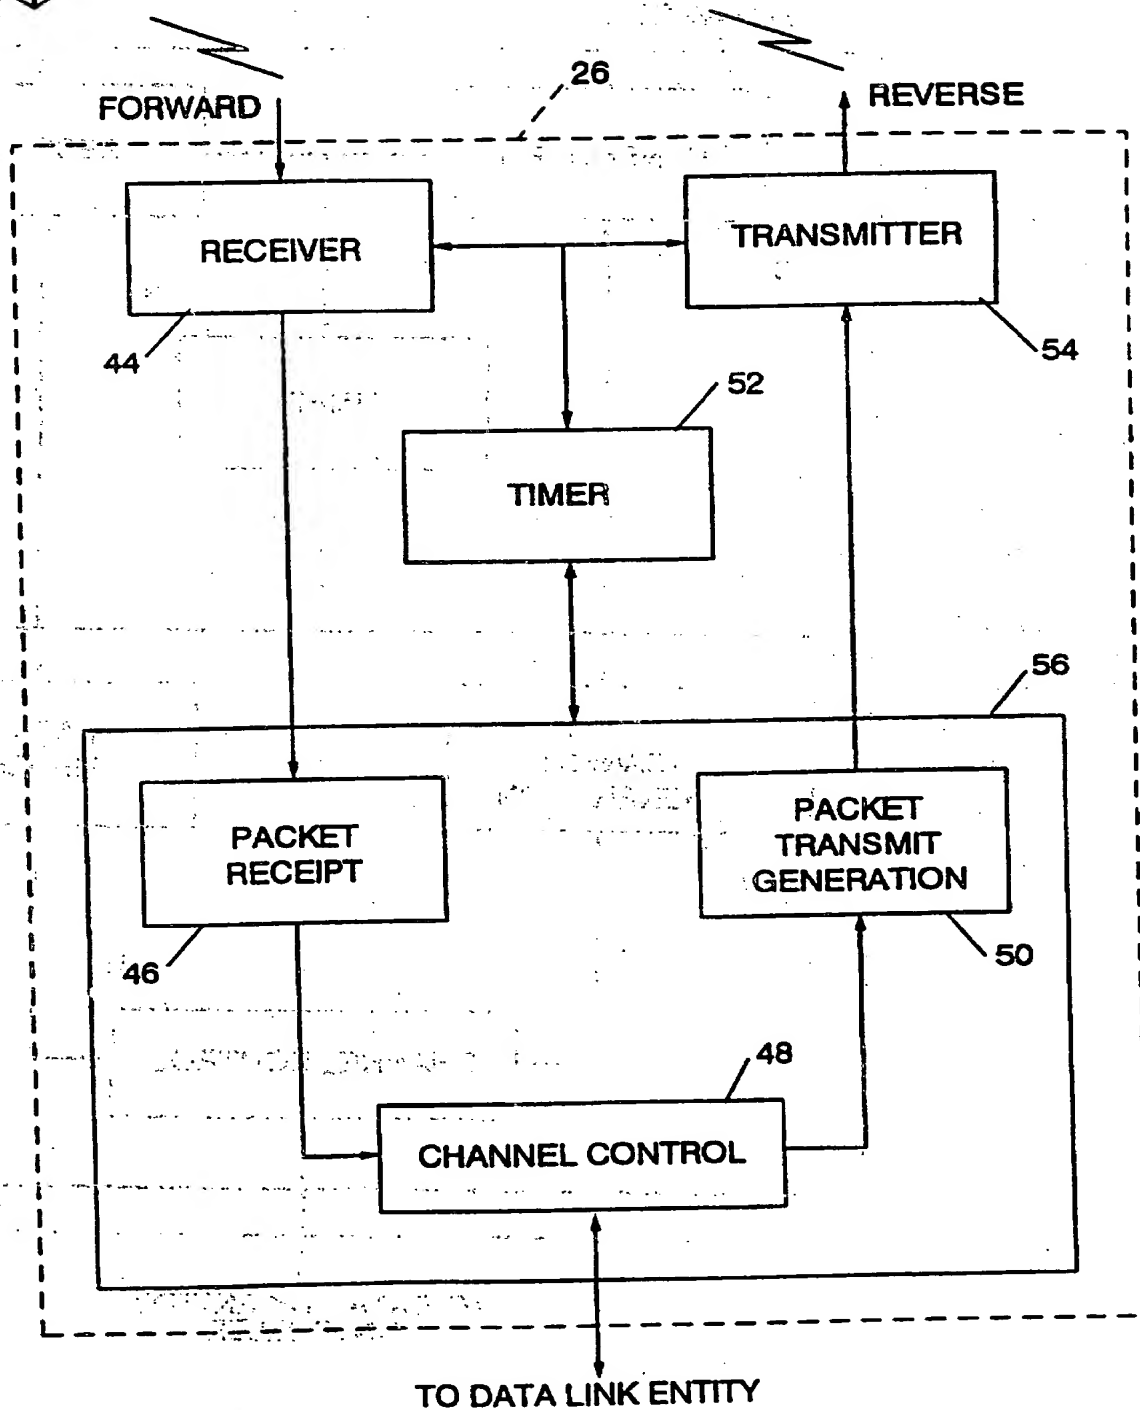 26
FORWARD
REVERSE
RECEIVER
TRANSMITTER
44
54
52
TIMER
56
PACKET
RECEIPT
PACKET
TRANSMIT
GENERATION
46
50
48
CHANNEL CONTROL
TO DATA LINK ENTITY